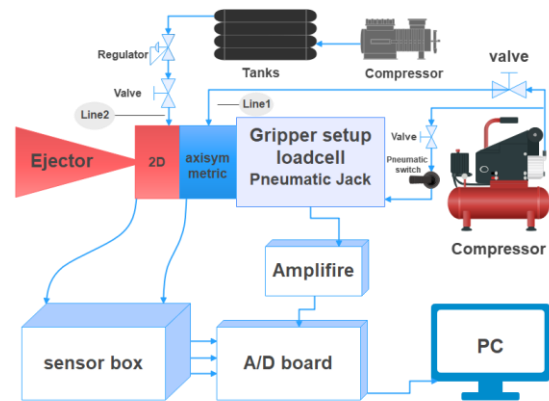 Regulator
Tanks
Compressor
valve
Valve
Line2
Line1
Ejector
2D
axisym
metric
Gripper setup
loadcell
Pneumatic Jack
Valve
Pneumatic
switch
Compressor
Amplifire
sensor box
A/D board
PC